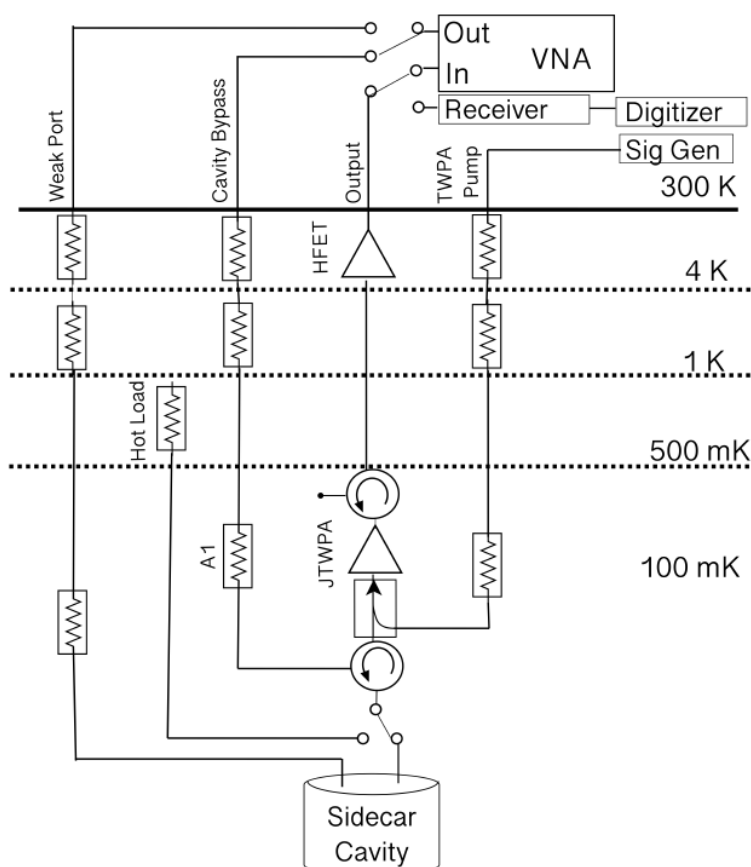 Out
VNA
In
Receiver
Digitizer
Sig Gen
Weak Port
Cavity Bypass
Output
TWPA
Pump
300 K
HFET
4 K
1 K
Hot Load
500 mK
A1
JTWPA
100 mK
Sidecar
Cavity